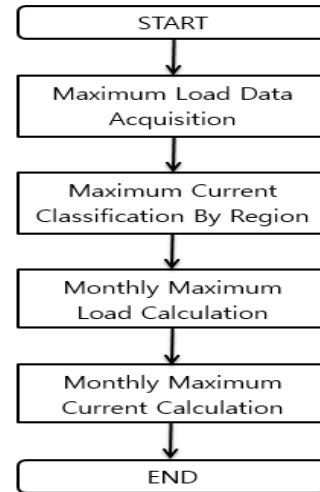 START
Maximum Load Data
Acquisition
Maximum Current
Classification By Region
Monthly Maximum
Load Calculation
Monthly Maximum
Current Calculation
END